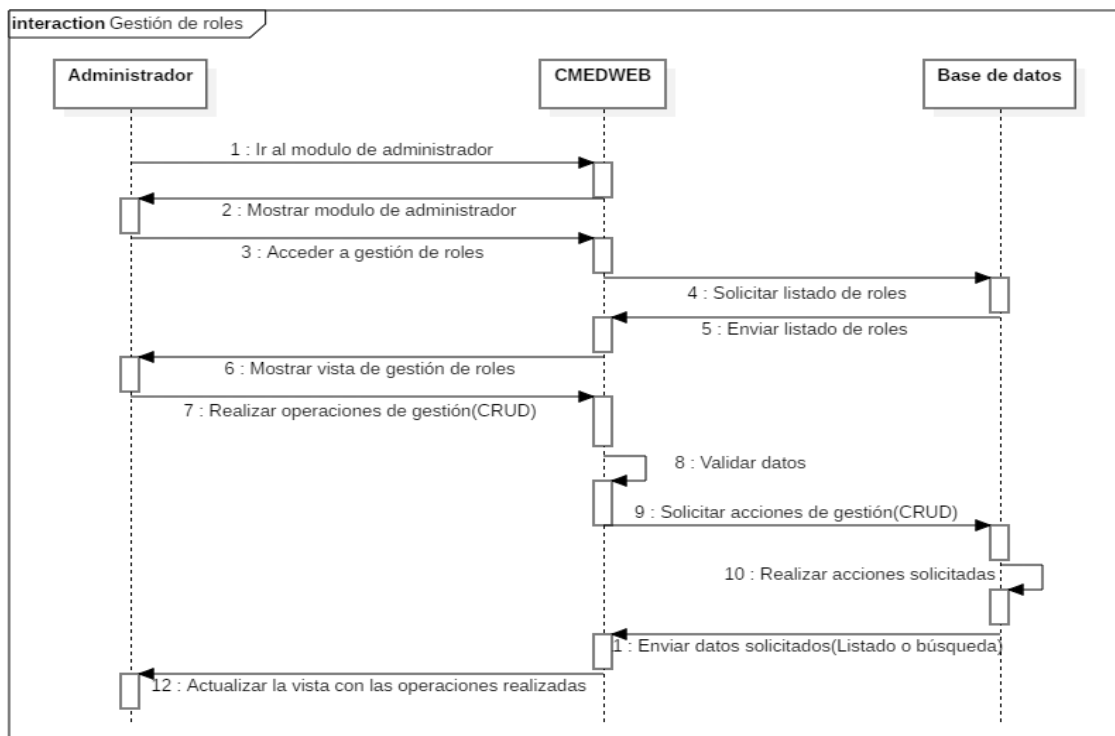 interaction Gestión de roles
Administrador
CMEDWEB
Base de datos
1 : Ir al modulo de administrador
2 : Mostrar modulo de administrador
3 : Acceder a gestión de roles
4 : Solicitar listado de roles
5 : Enviar listado de roles
6 : Mostrar vista de gestión de roles
7 : Realizar operaciones de gestión(CRUD)
8 : Validar datos
9 : Solicitar acciones de gestión(CRUD)
10 : Realizar acciones solicitadas
1 : Enviar datos solicitados(Listado o búsqueda)
12 : Actualizar la vista con las operaciones realizadas